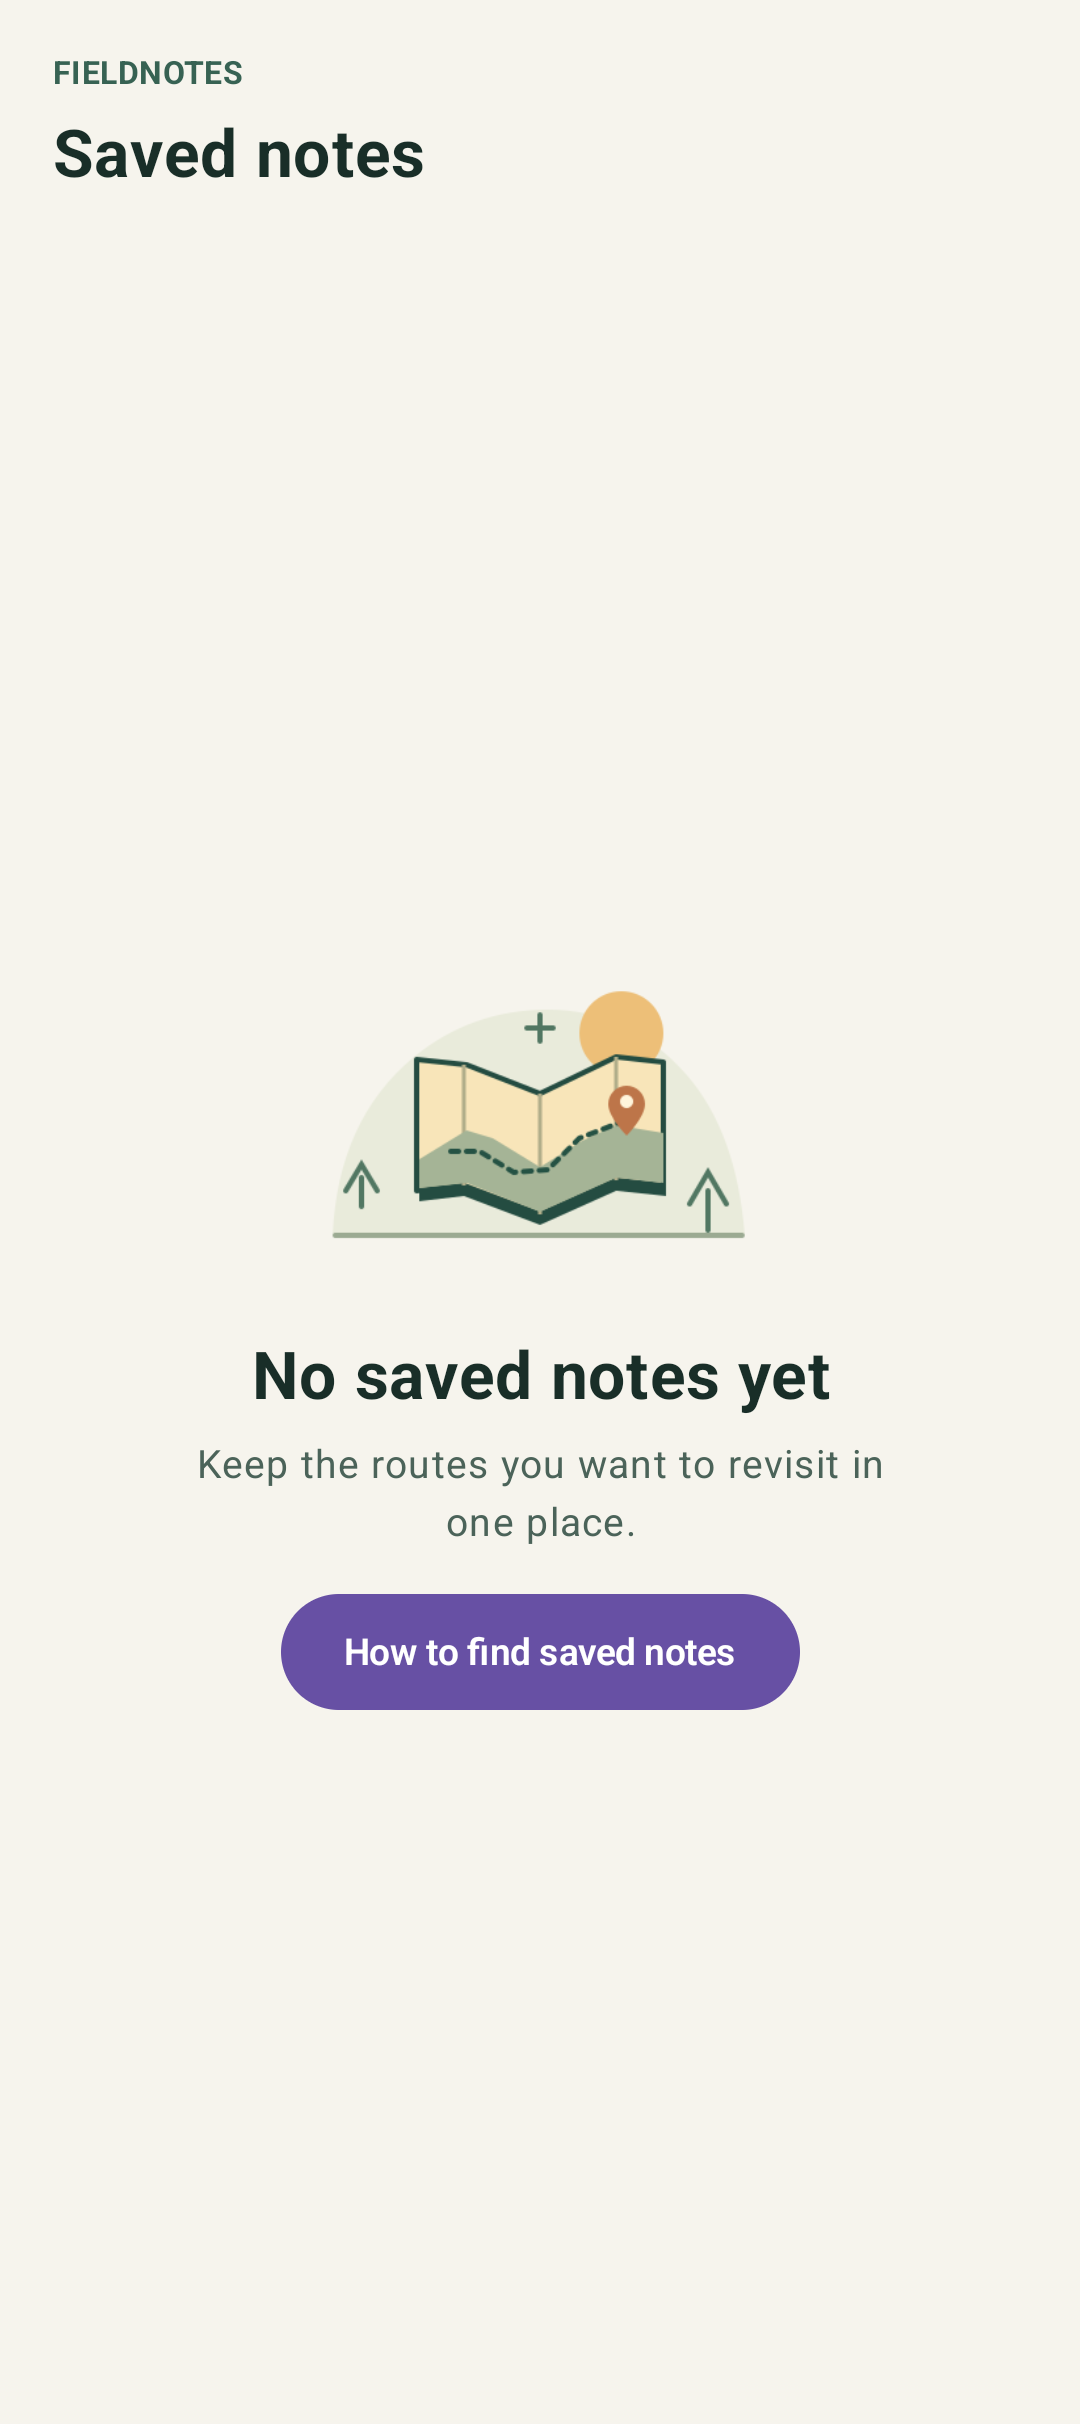 FIELDNOTES
Saved notes
No saved notes yet
Keep the routes you want to revisit in
one place.
How to find saved notes